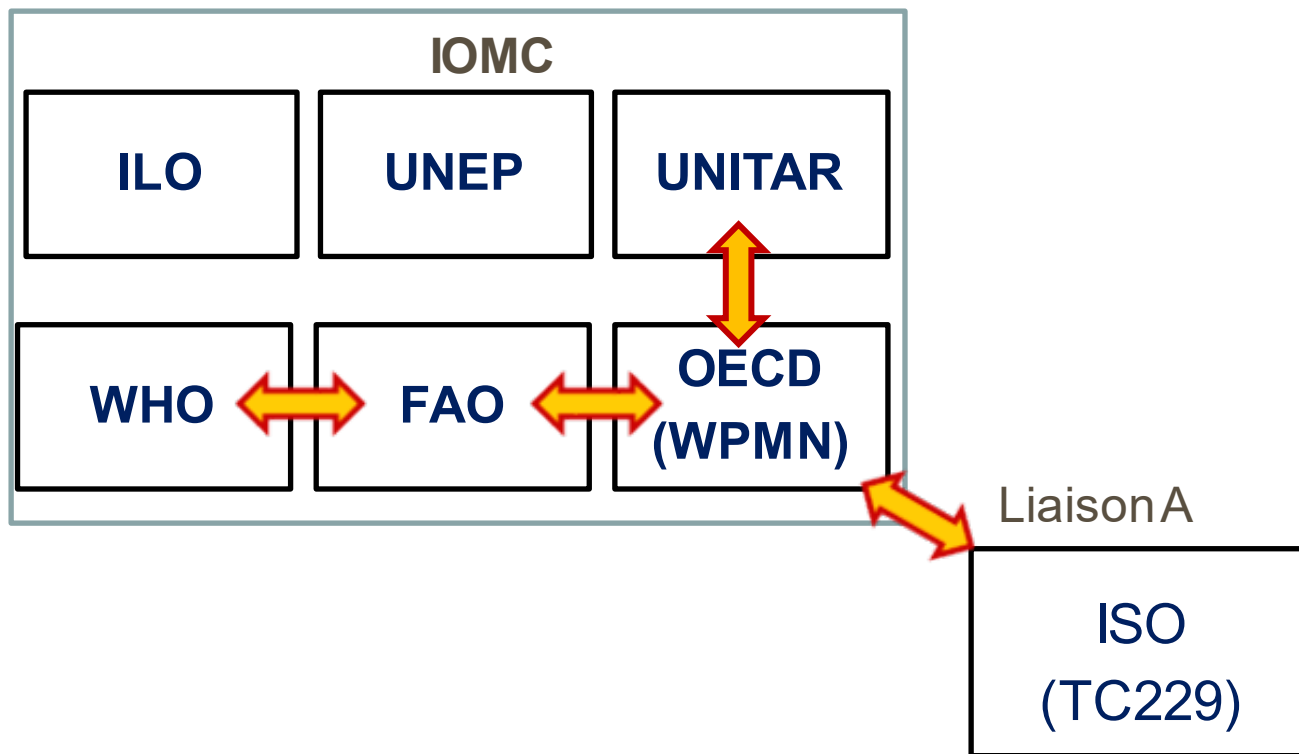 IOMC
ILO
UNEP
UNITAR
WHO
FAO
OECD
(WPMN)
Liaison A
ISO
(TC229)